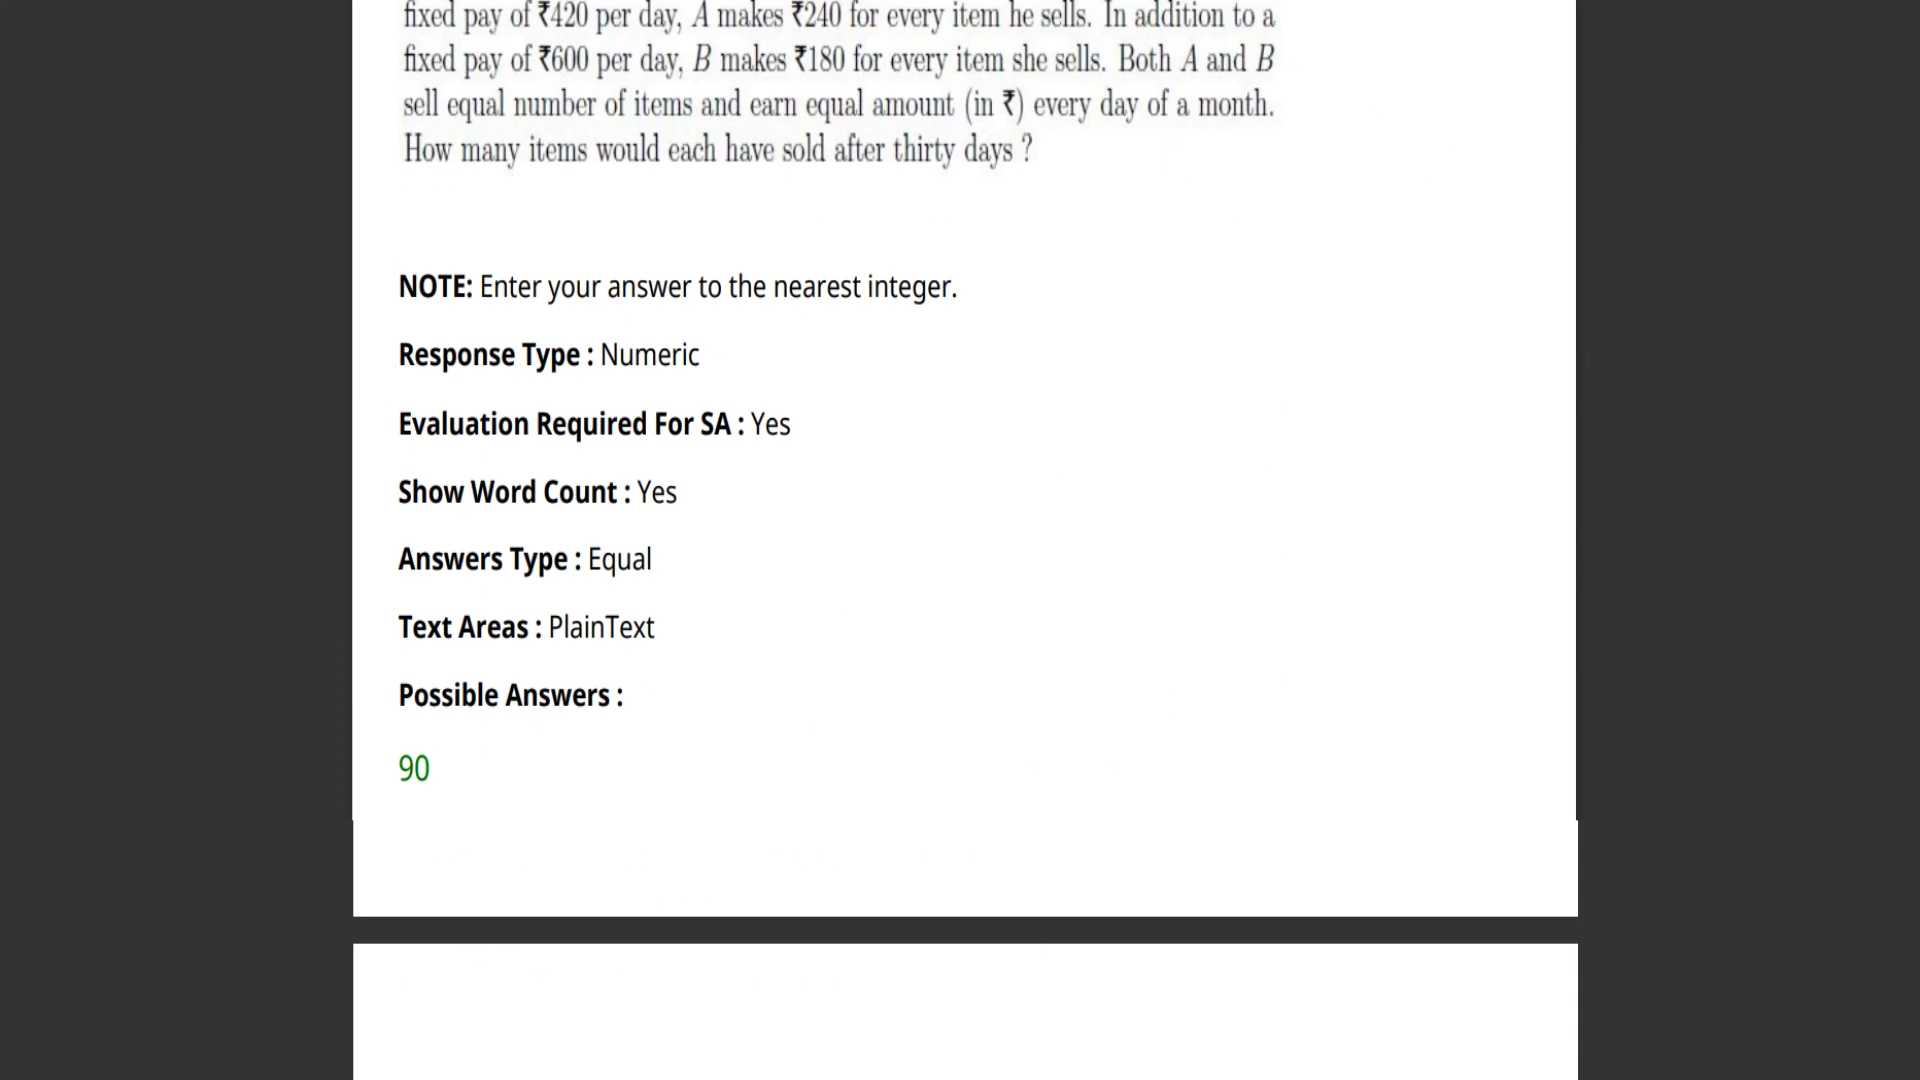 fixed pay of ₹420 per day, A makes ₹240 for every item he sells. In addition to a
fixed pay of ₹600 per day, B makes ₹180 for every item she sells. Both A and B
sell equal number of items and earn equal amount (in ₹) every day of a month.
How many items would each have sold after thirty days ?
NOTE: Enter your answer to the nearest integer.
Response Type : Numeric
Evaluation Required For SA : Yes
Show Word Count : Yes
Answers Type : Equal
Text Areas : PlainText
Possible Answers :
90